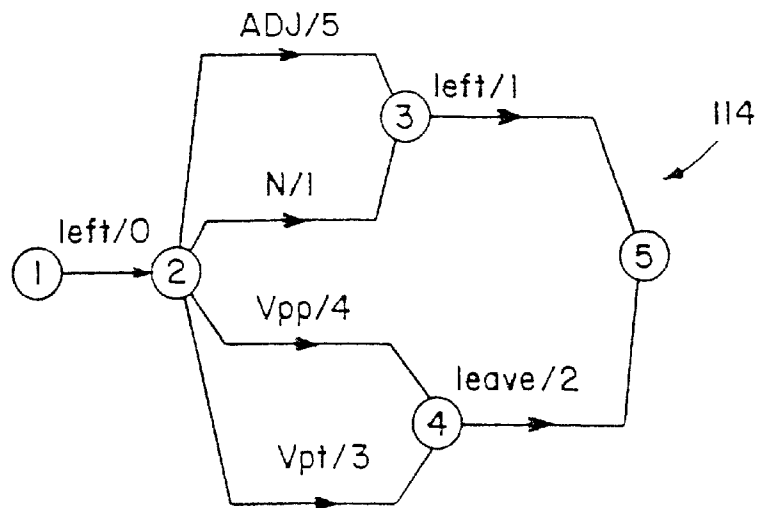 ADJ/5
left/1
3
114
N/1
left/0
1
2
5
Vpp/4
leave/2
4
Vpt/3